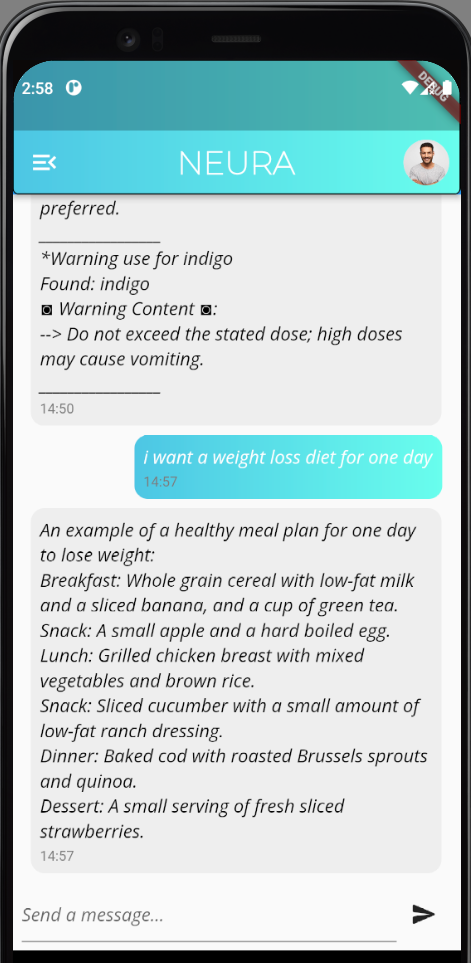 2:58
DEBUG
NEURA
preferred.
______________
*Warning use for indigo
Found: indigo
◙ Warning Content ◙:
--> Do not exceed the stated dose; high doses
may cause vomiting.
______________
14:50
i want a weight loss diet for one day
14:57
An example of a healthy meal plan for one day
to lose weight:
Breakfast: Whole grain cereal with low-fat milk
and a sliced banana, and a cup of green tea.
Snack: A small apple and a hard boiled egg.
Lunch: Grilled chicken breast with mixed
vegetables and brown rice.
Snack: Sliced cucumber with a small amount of
low-fat ranch dressing.
Dinner: Baked cod with roasted Brussels sprouts
and quinoa.
Dessert: A small serving of fresh sliced
strawberries.
14:57
Send a message...